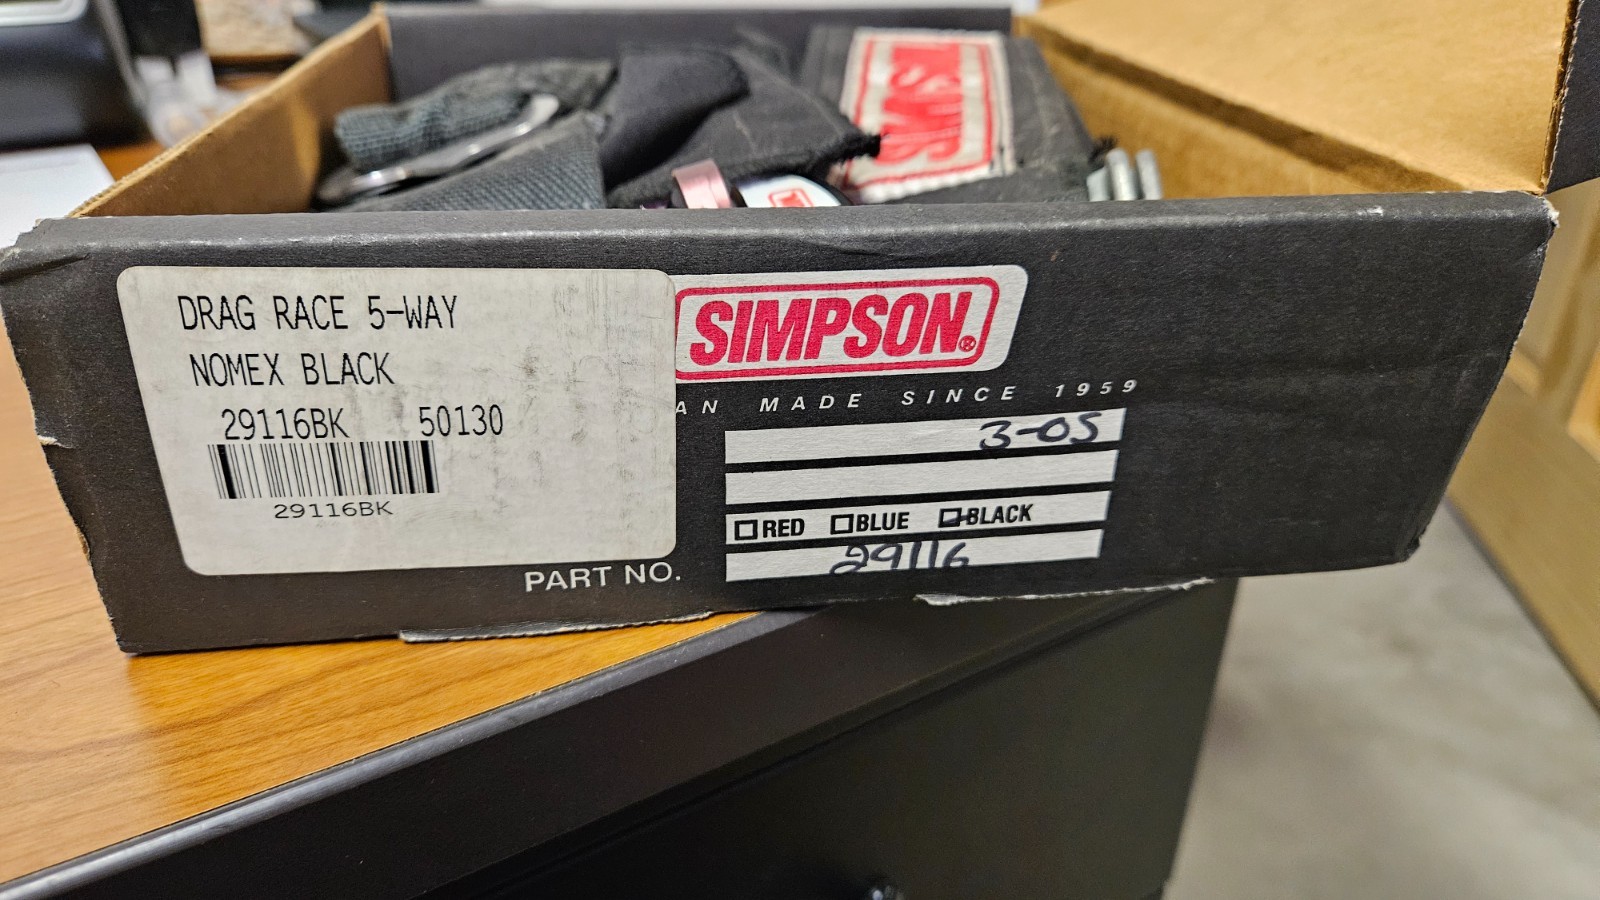 SIMPSON
DRAG RACE 5-WAY
NOMEX BLACK
29116BK 50130
29116BK
SIMPSON®
AN MADE SINCE 1959
3-05
RED BLUE BLACK
PART NO. 29116